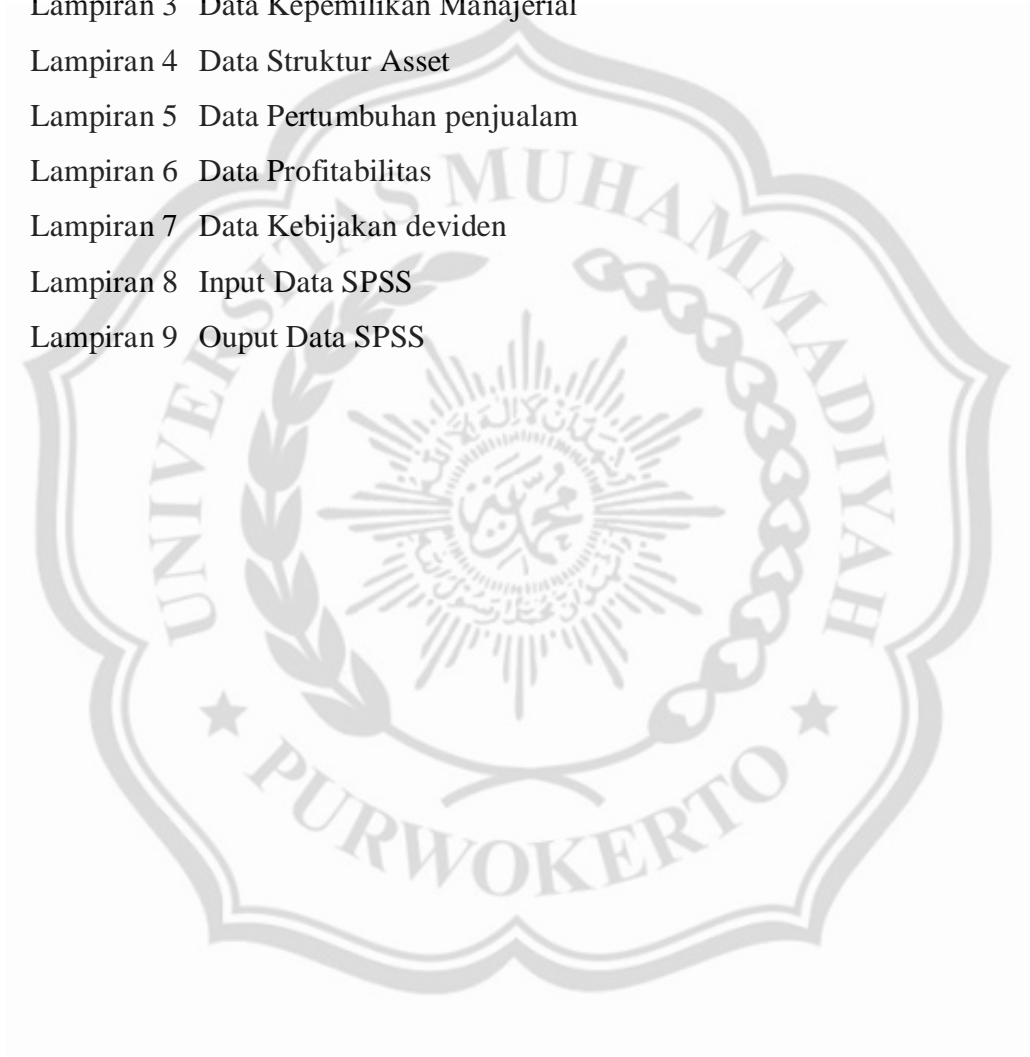 Lampiran 3 Data Kepemilikan Manajerial
Lampiran 4 Data Struktur Asset
Lampiran 5 Data Pertumbuhan penjualam
Lampiran 6 Data Profitabilitas
Lampiran 7 Data Kebijakan deviden
Lampiran 8 Input Data SPSS
Lampiran 9 Ouput Data SPSS
UNIVERSITAS MUHAMMADIYAH
PURWOKERTO